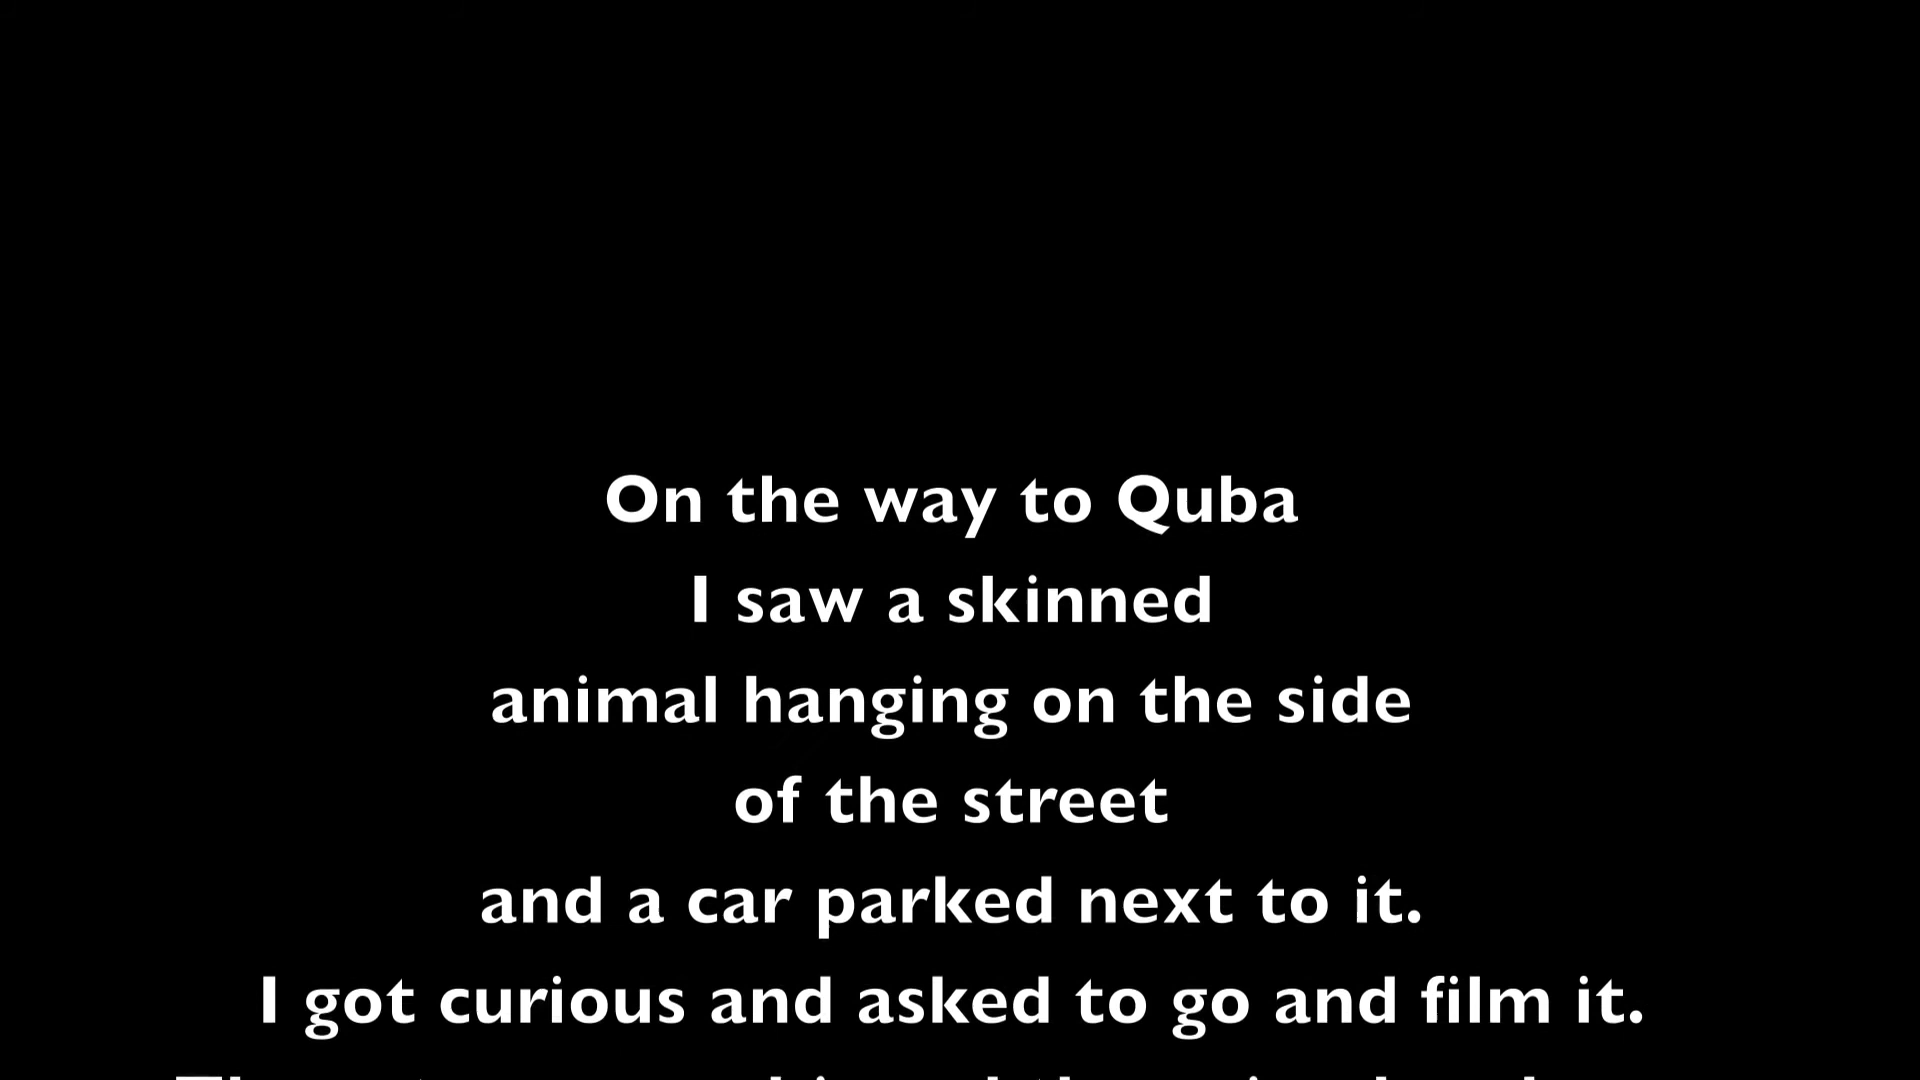 On the way to Quba
I saw a skinned
animal hanging on the side
of the street
and a car parked next to it.
I got curious and asked to go and film it.